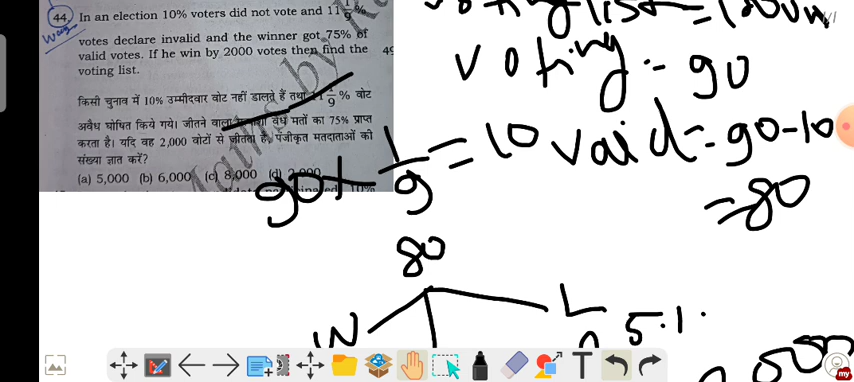 44. In an election 10% voters did not vote and 11 1/9 %
votes declare invalid and the winner got 75% of
valid votes. If he win by 2000 votes then find the
voting list.
किसी चुनाव में 10% उम्मीदवार वोट नहीं डालते हैं तथा 1/9 % वोट
अवैध घोषित किये गये। जीतने वाला वैध मतों का 75% प्राप्त
करता है। यदि वह 2,000 वोटों से जीतता है, पंजीकृत मतदाताओं की
संख्या ज्ञात करें?
(a) 5,000 (b) 6,000 (c) 8,000 (d) 2,000
voting = 90
90 × 1/9 = 10
vaid = 90-10
= 80
80
W L
5.1.